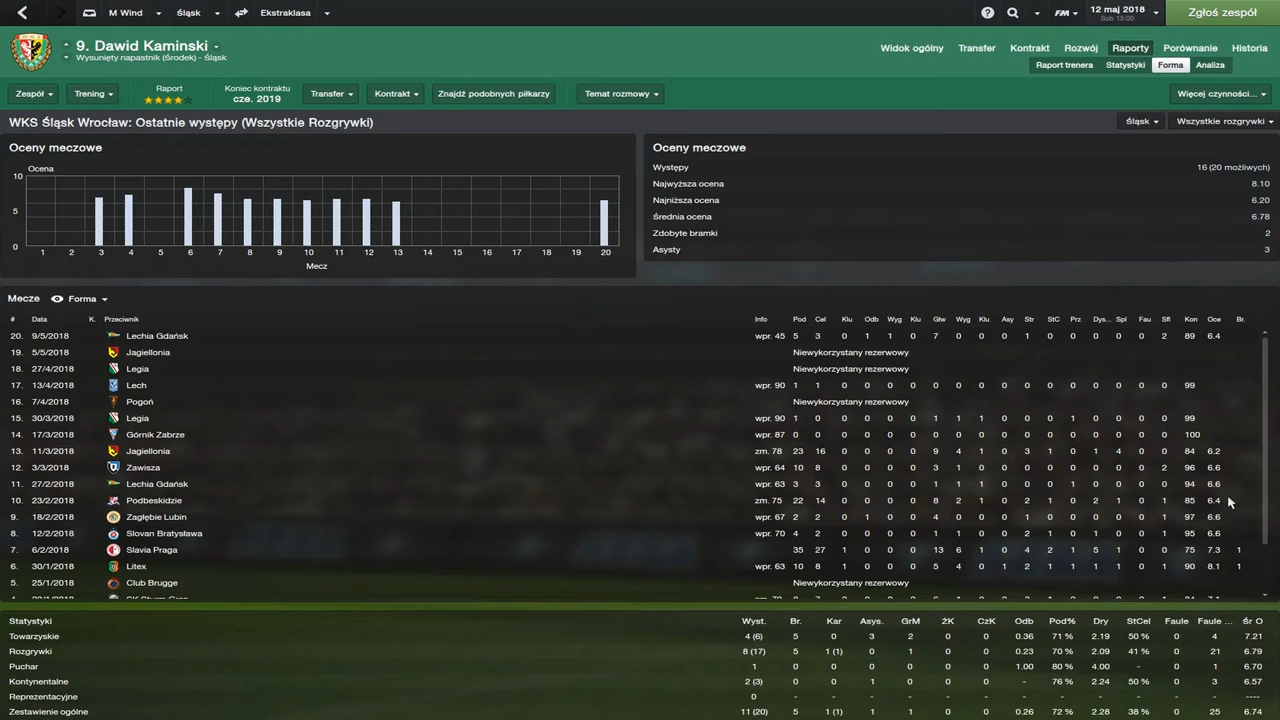 M Wind Śląsk Ekstraklasa FM 12 maj 2018 Sob 15:00 Zgłoś zespół
9. Dawid Kaminski
Wysunięty napastnik (Środek) - Śląsk
Widok ogólny Transfer Kontrakt Rozwój Raporty Porównanie Historia
Raport trenera Statystyki Forma Analiza
Zespół Trening Raport Koniec kontraktu cze. 2019 Transfer Kontrakt Znajdź podobnych piłkarzy Temat rozmowy Więcej czynności...
WKS Śląsk Wrocław: Ostatnie występy (Wszystkie Rozgrywki) Śląsk Wszystkie rozgrywki
Oceny meczowe
Ocena
10
5
0
1 2 3 4 5 6 7 8 9 10 11 12 13 14 15 16 17 18 19 20
Mecz
Oceny meczowe
Występy 16 (20 możliwych)
Najwyższa ocena 8.10
Najniższa ocena 6.20
Średnia ocena 6.78
Zdobyte bramki 2
Asysty 3
Mecze Forma
# Data K. Przeciwnik Info Pod Cel Klu Odb Wyg Klu Głw Wyg Klu Asy Str StC Prz Dys... Spl Fau Sfl Kon Oce Br.
20. 9/5/2018 Lechia Gdańsk wpr. 45 5 3 0 1 1 0 7 0 0 0 1 0 0 0 0 0 2 89 6.4
19. 5/5/2018 Jagiellonia Niewykorzystany rezerwowy
18. 27/4/2018 Legia Niewykorzystany rezerwowy
17. 13/4/2018 Lech wpr. 90 1 1 0 0 0 0 0 0 0 0 0 0 0 0 0 0 0 99
16. 7/4/2018 Pogoń Niewykorzystany rezerwowy
15. 30/3/2018 Legia wpr. 90 1 0 0 0 0 0 1 1 1 0 0 0 1 0 0 0 0 99
14. 17/3/2018 Górnik Zabrze wpr. 87 0 0 0 0 0 0 0 0 0 0 0 0 0 0 0 0 0 100
13. 11/3/2018 Jagiellonia zm. 78 23 16 0 0 0 0 9 4 1 0 3 1 0 1 4 0 0 84 6.2
12. 3/3/2018 Zawisza wpr. 64 10 8 0 0 0 0 3 1 1 0 0 0 0 0 0 0 2 96 6.6
11. 27/2/2018 Lechia Gdańsk wpr. 63 3 3 0 0 0 0 1 1 0 0 0 0 1 0 0 0 0 94 6.6
10. 23/2/2018 Podbeskidzie zm. 75 22 14 0 0 0 0 8 2 1 0 2 1 0 2 1 0 1 85 6.4
9. 18/2/2018 Zagłębie Lubin wpr. 67 2 2 0 1 0 0 4 0 0 0 1 0 0 0 0 0 1 97 6.6
8. 12/2/2018 Slovan Bratysława wpr. 70 4 2 0 0 0 0 1 1 0 0 2 1 0 1 0 0 1 95 6.6
7. 6/2/2018 Slavia Praga 35 27 1 0 0 0 13 6 1 0 4 2 1 5 1 0 0 75 7.3 1
6. 30/1/2018 Litex wpr. 63 10 8 1 0 0 0 5 4 0 1 2 1 1 1 1 0 0 90 8.1 1
5. 25/1/2018 Club Brugge Niewykorzystany rezerwowy
Statystyki Wyst. Br. Kar Asys. GrM ŻK CzK Odb Pod% Dry StCel Faule Faule ... Śr O
Towarzyskie 4 (6) 5 0 3 2 0 0 0.36 71 % 2.19 50 % 0 4 7.21
Rozgrywki 8 (17) 5 1 (1) 0 1 0 0 0.23 70 % 2.09 41 % 0 21 6.79
Puchar 1 0 0 0 0 0 0 1.00 80 % 4.00 - 0 1 6.70
Kontynentalne 2 (3) 0 0 1 0 0 0 - 76 % 2.24 50 % 0 3 6.57
Reprezentacyjne 0 - - - - - - - - - - - - ----
Zestawienie ogólne 11 (20) 5 1 (1) 1 1 0 0 0.26 72 % 2.28 38 % 0 25 6.74